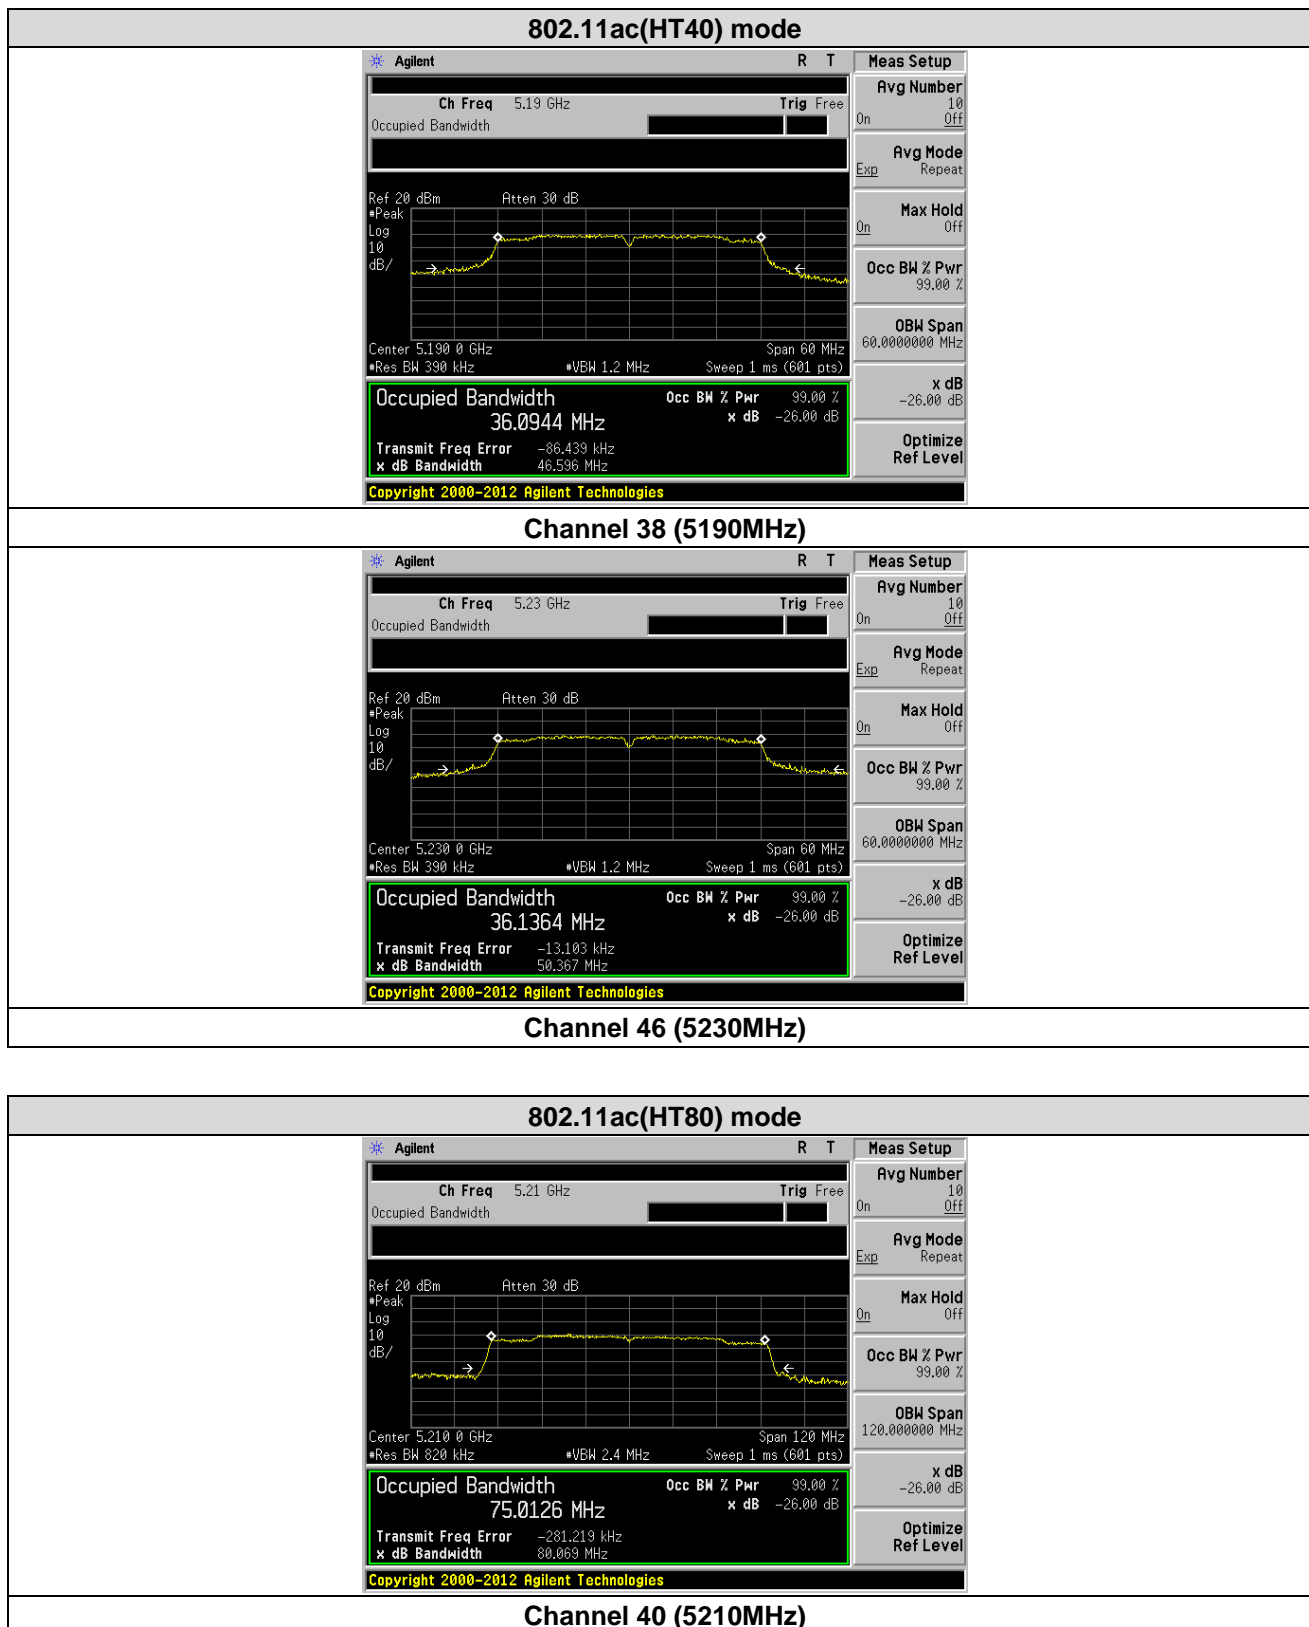 802.11ac(HT40) mode
Agilent R T Meas Setup
Ch Freq 5.19 GHz Trig Free
Occupied Bandwidth
Avg Number
10
On Off
Avg Mode
Exp Repeat
Max Hold
On Off
Occ BW % Pwr
99.00 %
OBW Span
60.0000000 MHz
x dB
-26.00 dB
Optimize
Ref Level
Ref 20 dBm Atten 30 dB
#Peak
Log
10
dB/
Center 5.190 0 GHz Span 60 MHz
#Res BW 390 kHz #VBW 1.2 MHz Sweep 1 ms (601 pts)
Occupied Bandwidth Occ BW % Pwr 99.00 %
36.0944 MHz x dB -26.00 dB
Transmit Freq Error -86.439 kHz
x dB Bandwidth 46.596 MHz
Copyright 2000-2012 Agilent Technologies
Channel 38 (5190MHz)
Agilent R T Meas Setup
Ch Freq 5.23 GHz Trig Free
Occupied Bandwidth
Avg Number
10
On Off
Avg Mode
Exp Repeat
Max Hold
On Off
Occ BW % Pwr
99.00 %
OBW Span
60.0000000 MHz
x dB
-26.00 dB
Optimize
Ref Level
Ref 20 dBm Atten 30 dB
#Peak
Log
10
dB/
Center 5.230 0 GHz Span 60 MHz
#Res BW 390 kHz #VBW 1.2 MHz Sweep 1 ms (601 pts)
Occupied Bandwidth Occ BW % Pwr 99.00 %
36.1364 MHz x dB -26.00 dB
Transmit Freq Error -13.103 kHz
x dB Bandwidth 50.367 MHz
Copyright 2000-2012 Agilent Technologies
Channel 46 (5230MHz)
802.11ac(HT80) mode
Agilent R T Meas Setup
Ch Freq 5.21 GHz Trig Free
Occupied Bandwidth
Avg Number
10
On Off
Avg Mode
Exp Repeat
Max Hold
On Off
Occ BW % Pwr
99.00 %
OBW Span
120.000000 MHz
x dB
-26.00 dB
Optimize
Ref Level
Ref 20 dBm Atten 30 dB
#Peak
Log
10
dB/
Center 5.210 0 GHz Span 120 MHz
#Res BW 820 kHz #VBW 2.4 MHz Sweep 1 ms (601 pts)
Occupied Bandwidth Occ BW % Pwr 99.00 %
75.0126 MHz x dB -26.00 dB
Transmit Freq Error -281.219 kHz
x dB Bandwidth 80.069 MHz
Copyright 2000-2012 Agilent Technologies
Channel 40 (5210MHz)